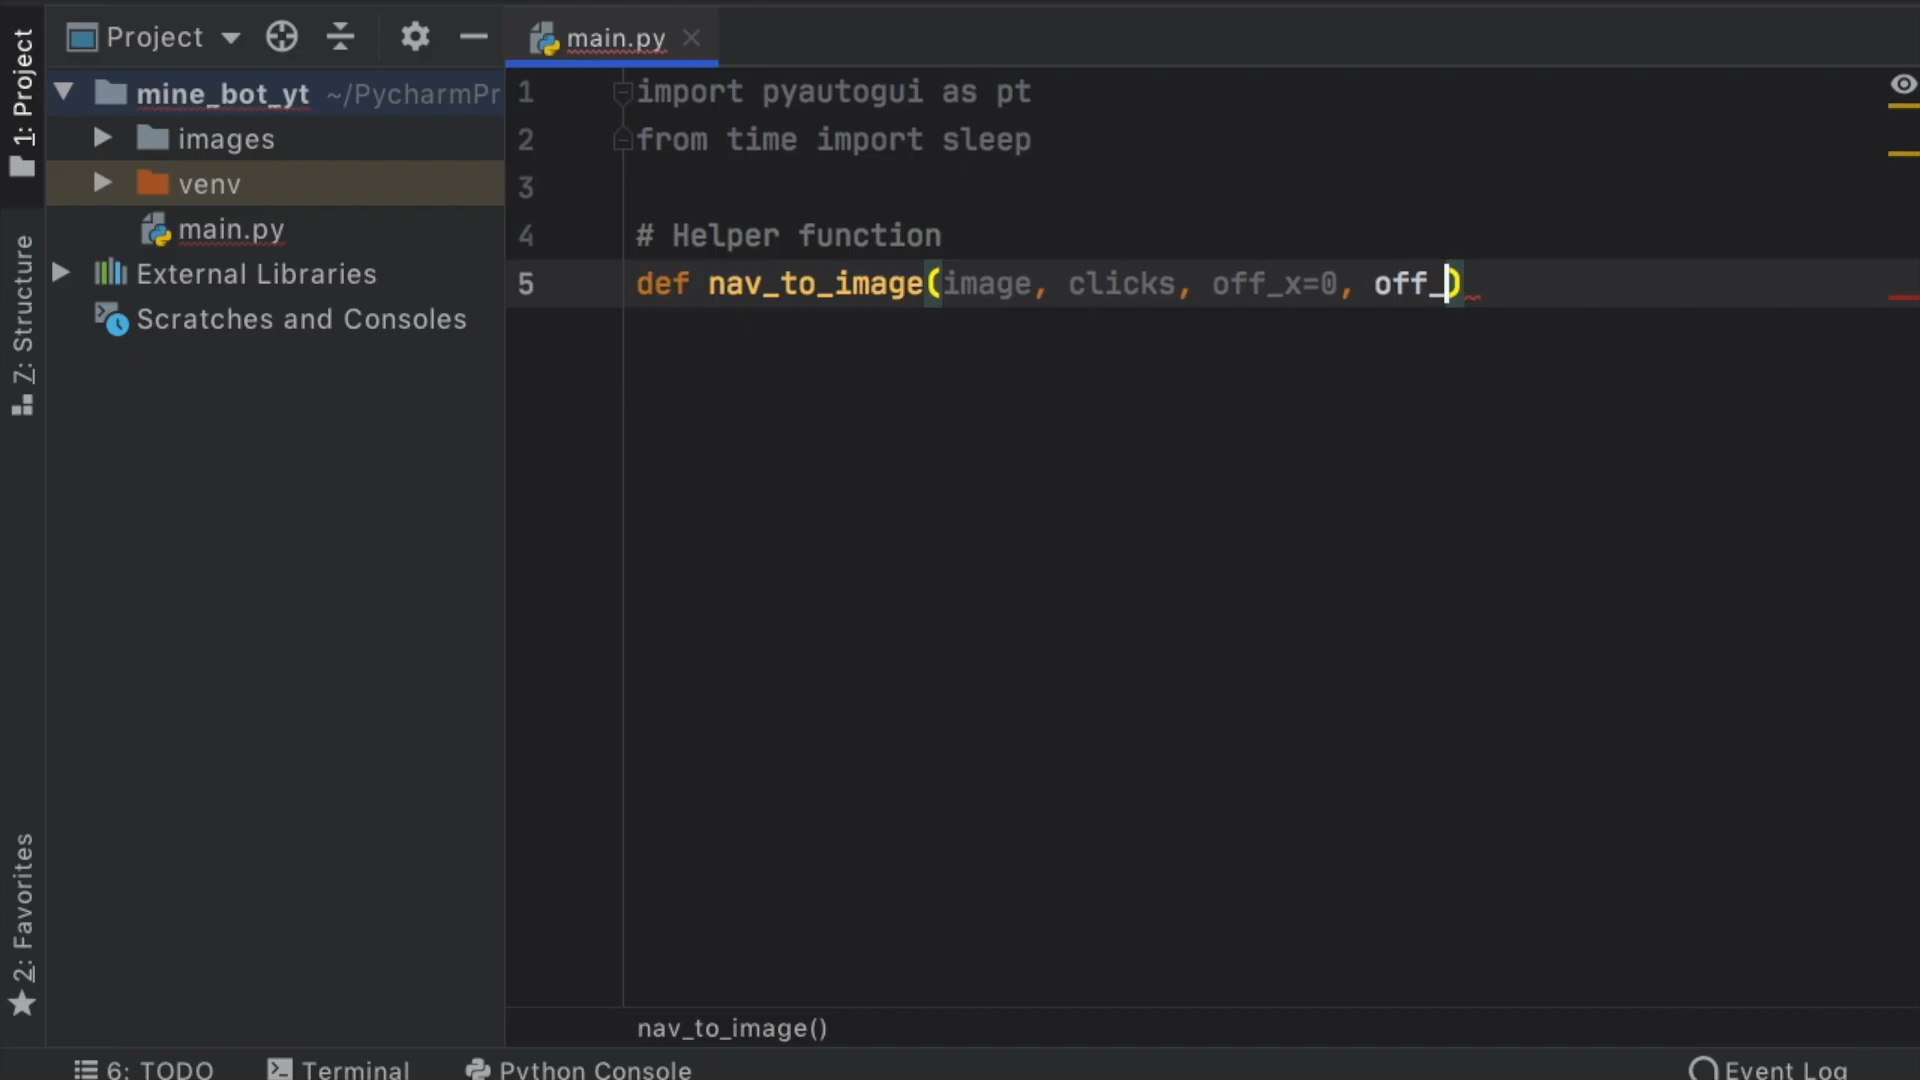 Project
main.py
1: Project
mine_bot_yt ~/PycharmPr
images
venv
main.py
External Libraries
Scratches and Consoles
Z: Structure
2: Favorites
1 import pyautogui as pt
2 from time import sleep
3
4 # Helper function
5 def nav_to_image(image, clicks, off_x=0, off_)
nav_to_image()
6: TODO
Terminal
Python Console
Event Log